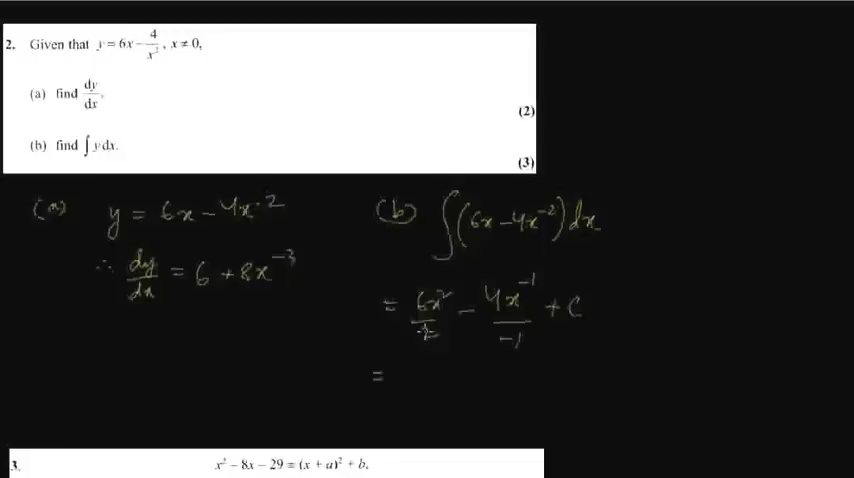 2. Given that y = 6x − 4/x², x ≠ 0,
(a) find dy/dx,
(2)
(b) find ∫ y dx.
(3)
(a) y = 6x − 4x⁻²
∴ dy/dx = 6 + 8x⁻³
(b) ∫(6x − 4x⁻²) dx
= 6x²/2 − 4x⁻¹/−1 + C
=
3. x² − 8x − 29 = (x + a)² + b,